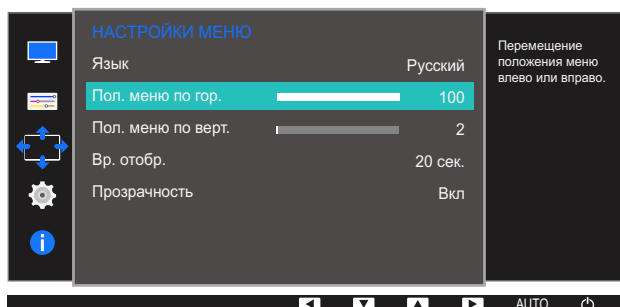 НАСТРОЙКИ МЕНЮ
Язык Русский
Пол. меню по гор. 100
Пол. меню по верт. 2
Вр. отобр. 20 сек.
Прозрачность Вкл
Перемещение
положения меню
влево или вправо.
AUTO